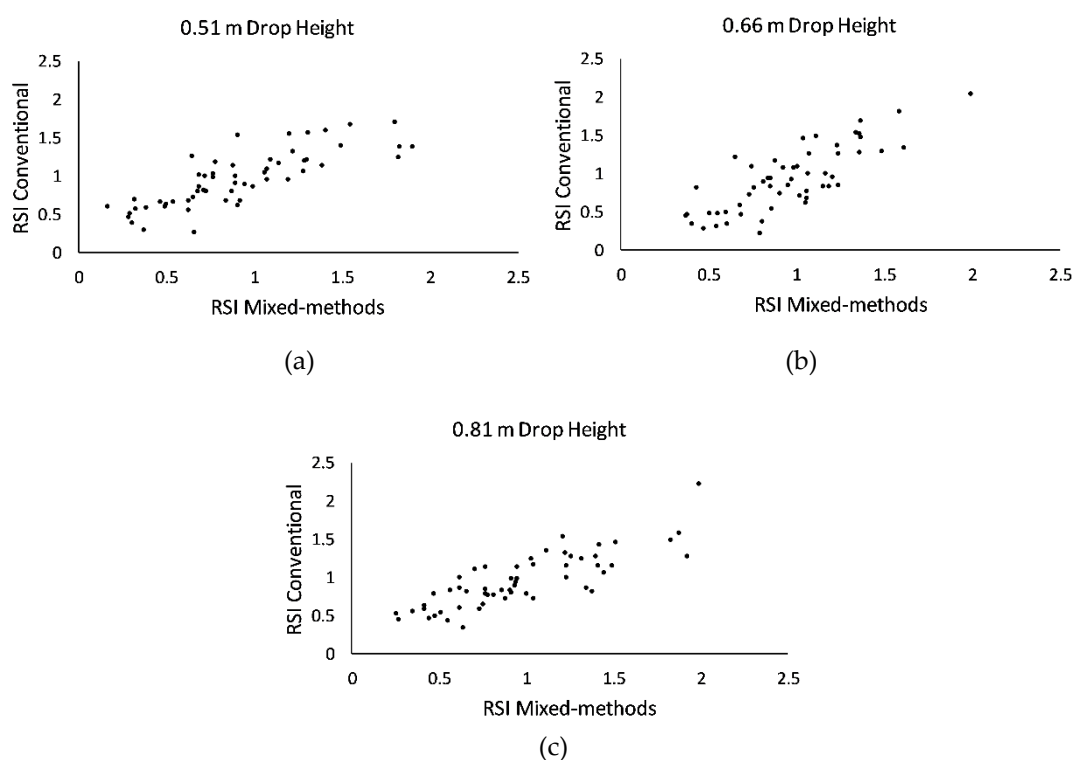 0.51 m Drop Height
2.5
2
1.5
1
0.5
0
RSI Conventional
0 0.5 1 1.5 2 2.5
RSI Mixed-methods
(a)
0.66 m Drop Height
2.5
2
1.5
1
0.5
0
RSI Conventional
0 0.5 1 1.5 2 2.5
RSI Mixed-methods
(b)
0.81 m Drop Height
2.5
2
1.5
1
0.5
0
RSI Conventional
0 0.5 1 1.5 2 2.5
RSI Mixed-methods
(c)